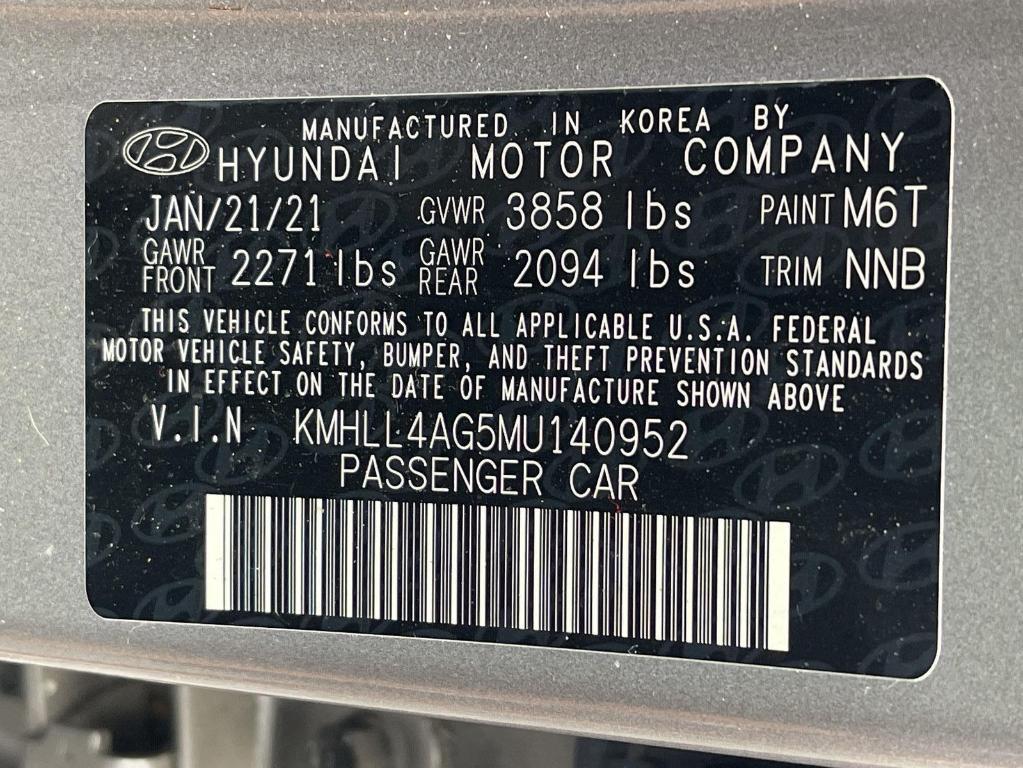 MANUFACTURED IN KOREA BY
HYUNDAI MOTOR COMPANY
JAN/21/21 GVWR 3858 lbs PAINT M6T
GAWR FRONT 2271 lbs GAWR REAR 2094 lbs TRIM NNB
THIS VEHICLE CONFORMS TO ALL APPLICABLE U.S.A. FEDERAL
MOTOR VEHICLE SAFETY, BUMPER, AND THEFT PREVENTION STANDARDS
IN EFFECT ON THE DATE OF MANUFACTURE SHOWN ABOVE
V.I.N KMHLL4AG5MU140952
PASSENGER CAR